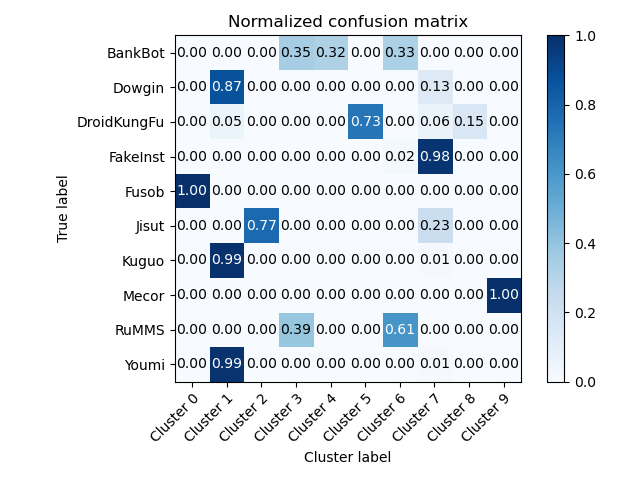 Normalized confusion matrix
True label
BankBot 0.00 0.00 0.00 0.35 0.32 0.00 0.33 0.00 0.00 0.00
Dowgin 0.00 0.87 0.00 0.00 0.00 0.00 0.00 0.13 0.00 0.00
DroidKungFu 0.00 0.05 0.00 0.00 0.00 0.73 0.00 0.06 0.15 0.00
FakeInst 0.00 0.00 0.00 0.00 0.00 0.00 0.02 0.98 0.00 0.00
Fusob 1.00 0.00 0.00 0.00 0.00 0.00 0.00 0.00 0.00 0.00
Jisut 0.00 0.00 0.77 0.00 0.00 0.00 0.00 0.23 0.00 0.00
Kuguo 0.00 0.99 0.00 0.00 0.00 0.00 0.00 0.01 0.00 0.00
Mecor 0.00 0.00 0.00 0.00 0.00 0.00 0.00 0.00 0.00 1.00
RuMMS 0.00 0.00 0.00 0.39 0.00 0.00 0.61 0.00 0.00 0.00
Youmi 0.00 0.99 0.00 0.00 0.00 0.00 0.00 0.01 0.00 0.00
Cluster 0 Cluster 1 Cluster 2 Cluster 3 Cluster 4 Cluster 5 Cluster 6 Cluster 7 Cluster 8 Cluster 9
Cluster label
1.0
0.8
0.6
0.4
0.2
0.0